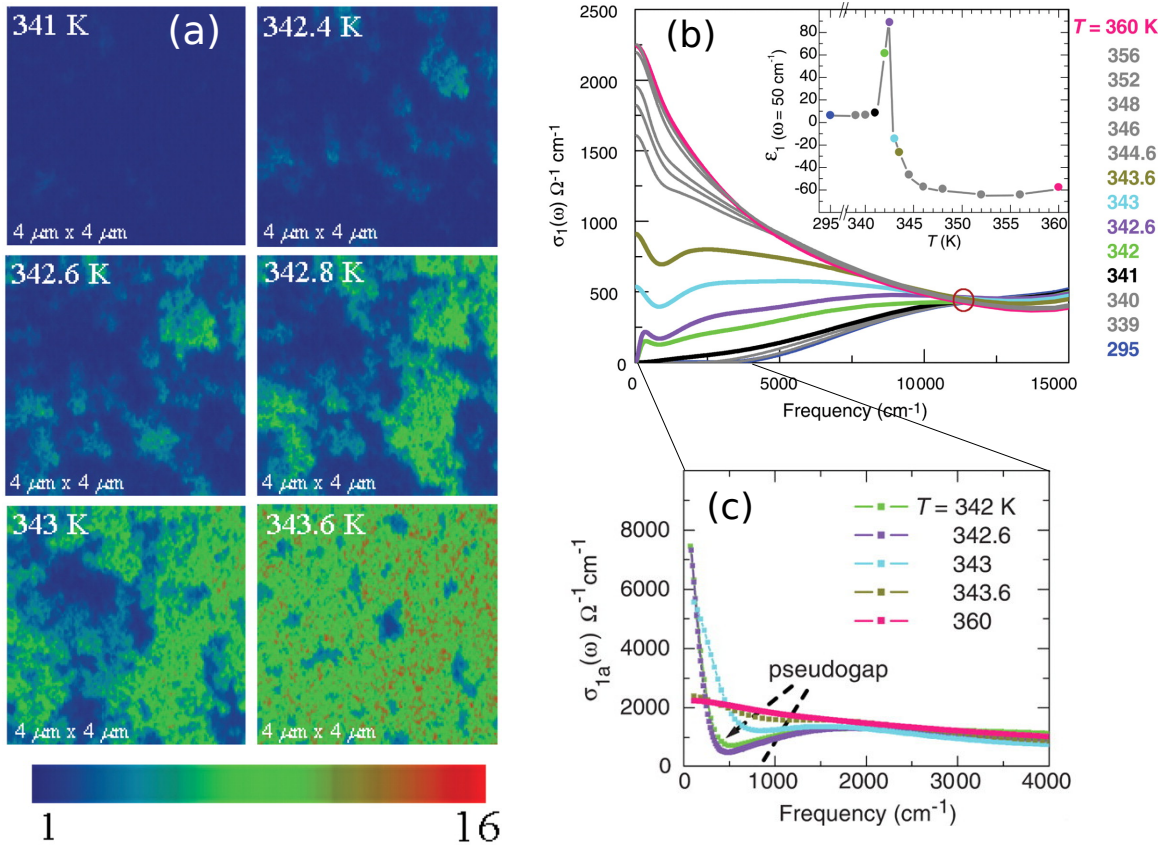 341 K
(a)
4 μm x 4 μm
342.4 K
4 μm x 4 μm
342.6 K
4 μm x 4 μm
342.8 K
4 μm x 4 μm
343 K
4 μm x 4 μm
343.6 K
4 μm x 4 μm
1
16
(b)
2500
2000
1500
1000
500
0
σ₁(ω) Ω⁻¹ cm⁻¹
0
5000
10000
15000
Frequency (cm⁻¹)
80
60
40
20
0
-20
-40
-60
ε₁ (ω = 50 cm⁻¹)
295
340
345
350
355
360
T (K)
T = 360 K
356
352
348
346
344.6
343.6
343
342.6
342
341
340
339
295
(c)
8000
6000
4000
2000
0
σ₁ₐ(ω) Ω⁻¹cm⁻¹
T = 342 K
342.6
343
343.6
360
pseudogap
0
1000
2000
3000
4000
Frequency (cm⁻¹)